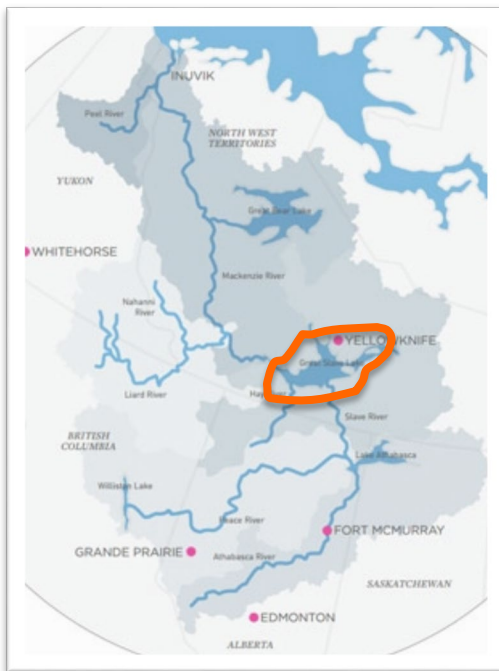 INUVIK
Peel River
NORTH WEST
TERRITORIES
YUKON
Great Bear Lake
WHITEHORSE
Mackenzie River
Nahanni
River
YELLOWKNIFE
Great Slave Lake
Hay River
Liard River
Slave River
BRITISH
COLUMBIA
Lake Athabasca
Williston Lake
Peace River
FORT MCMURRAY
GRANDE PRAIRIE
Athabasca River
SASKATCHEWAN
EDMONTON
ALBERTA